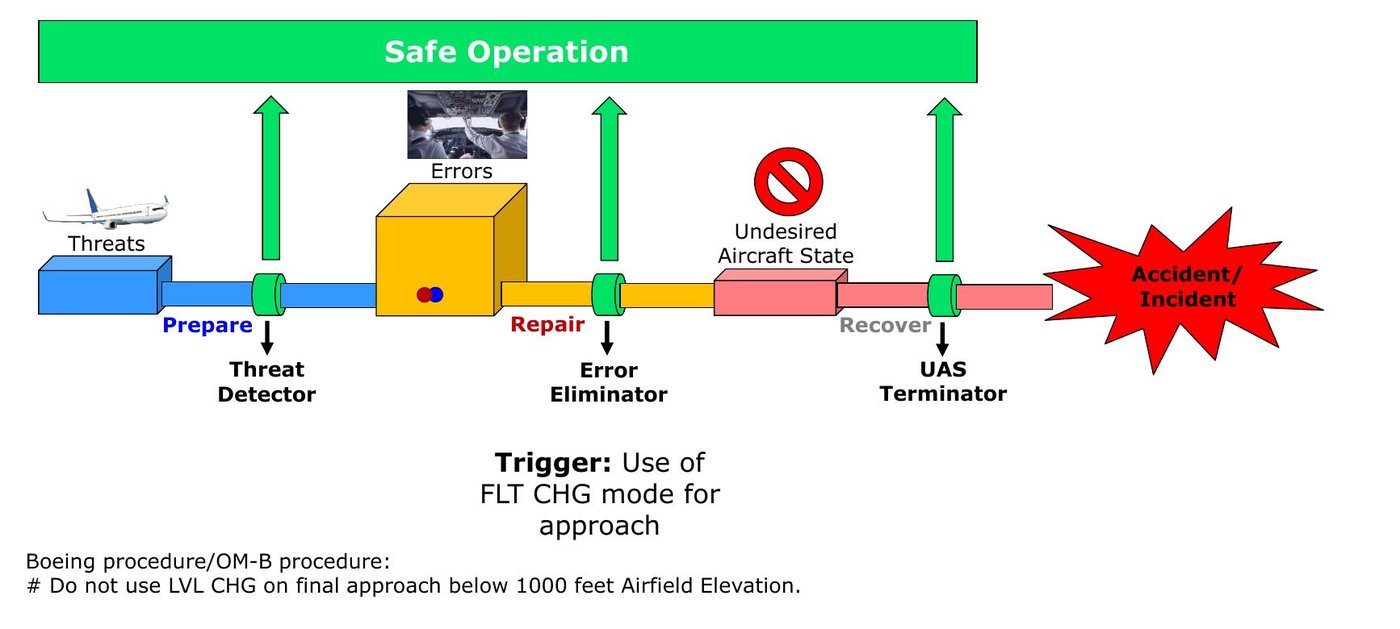 Safe Operation
Errors
Threats
Undesired
Aircraft State
Accident/
Incident
Prepare
Repair
Recover
Threat
Detector
Error
Eliminator
UAS
Terminator
Trigger: Use of
FLT CHG mode for
approach
Boeing procedure/OM-B procedure:
# Do not use LVL CHG on final approach below 1000 feet Airfield Elevation.